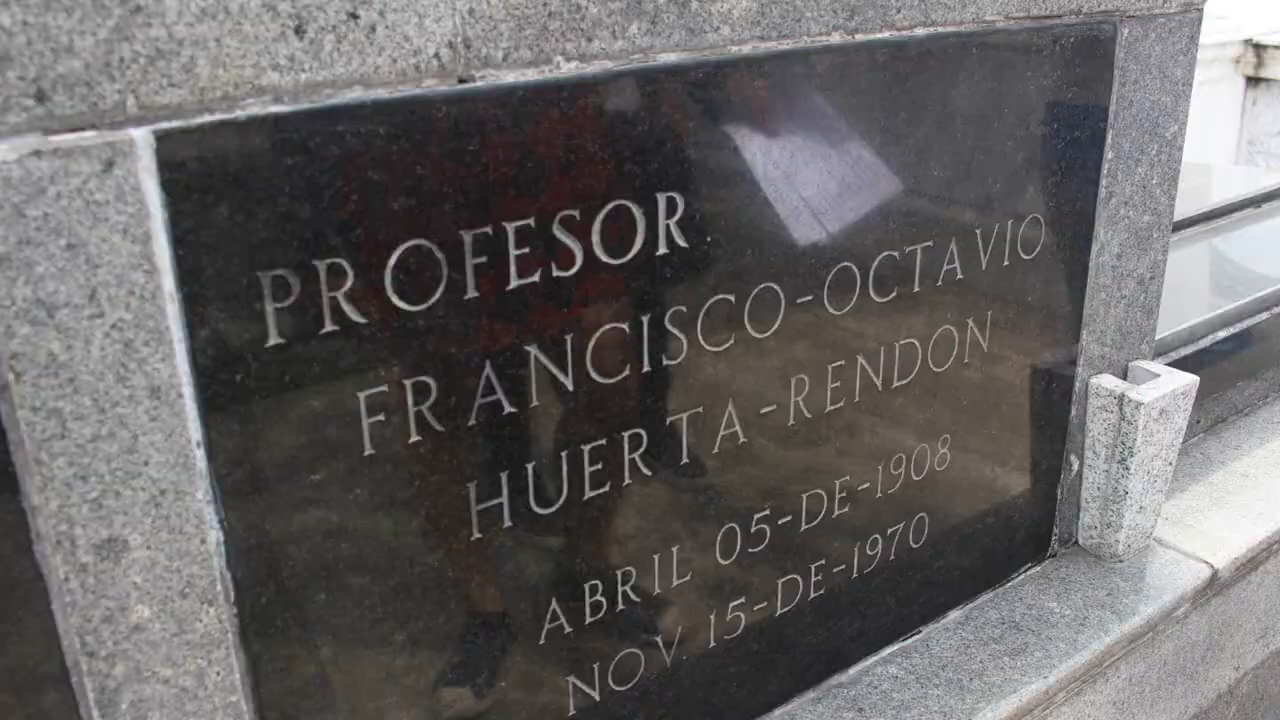 PROFESOR
FRANCISCO-OCTAVIO
HUERTA-RENDON
ABRIL 05-DE-1908
NOV. 15-DE-1970